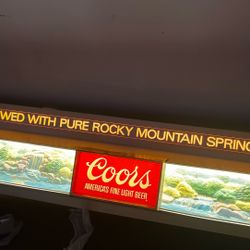 WED WITH PURE ROCKY MOUNTAIN SPRING
Coors
AMERICA'S FINE LIGHT BEER